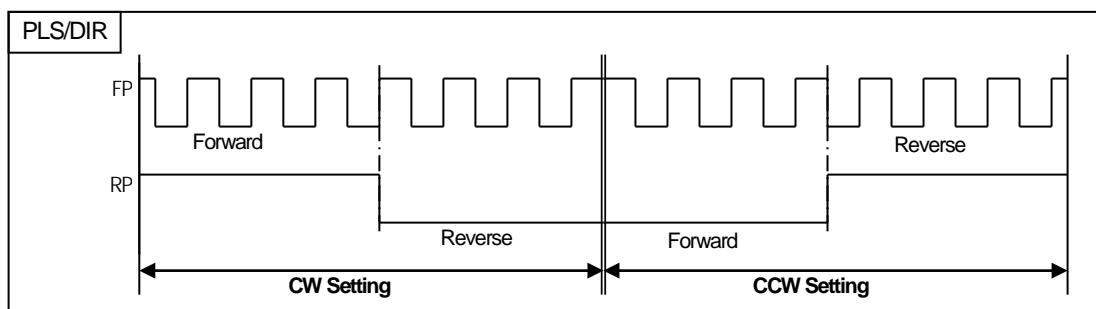 PLS/DIR
FP
Forward
Reverse
RP
Reverse
Forward
CW Setting
CCW Setting